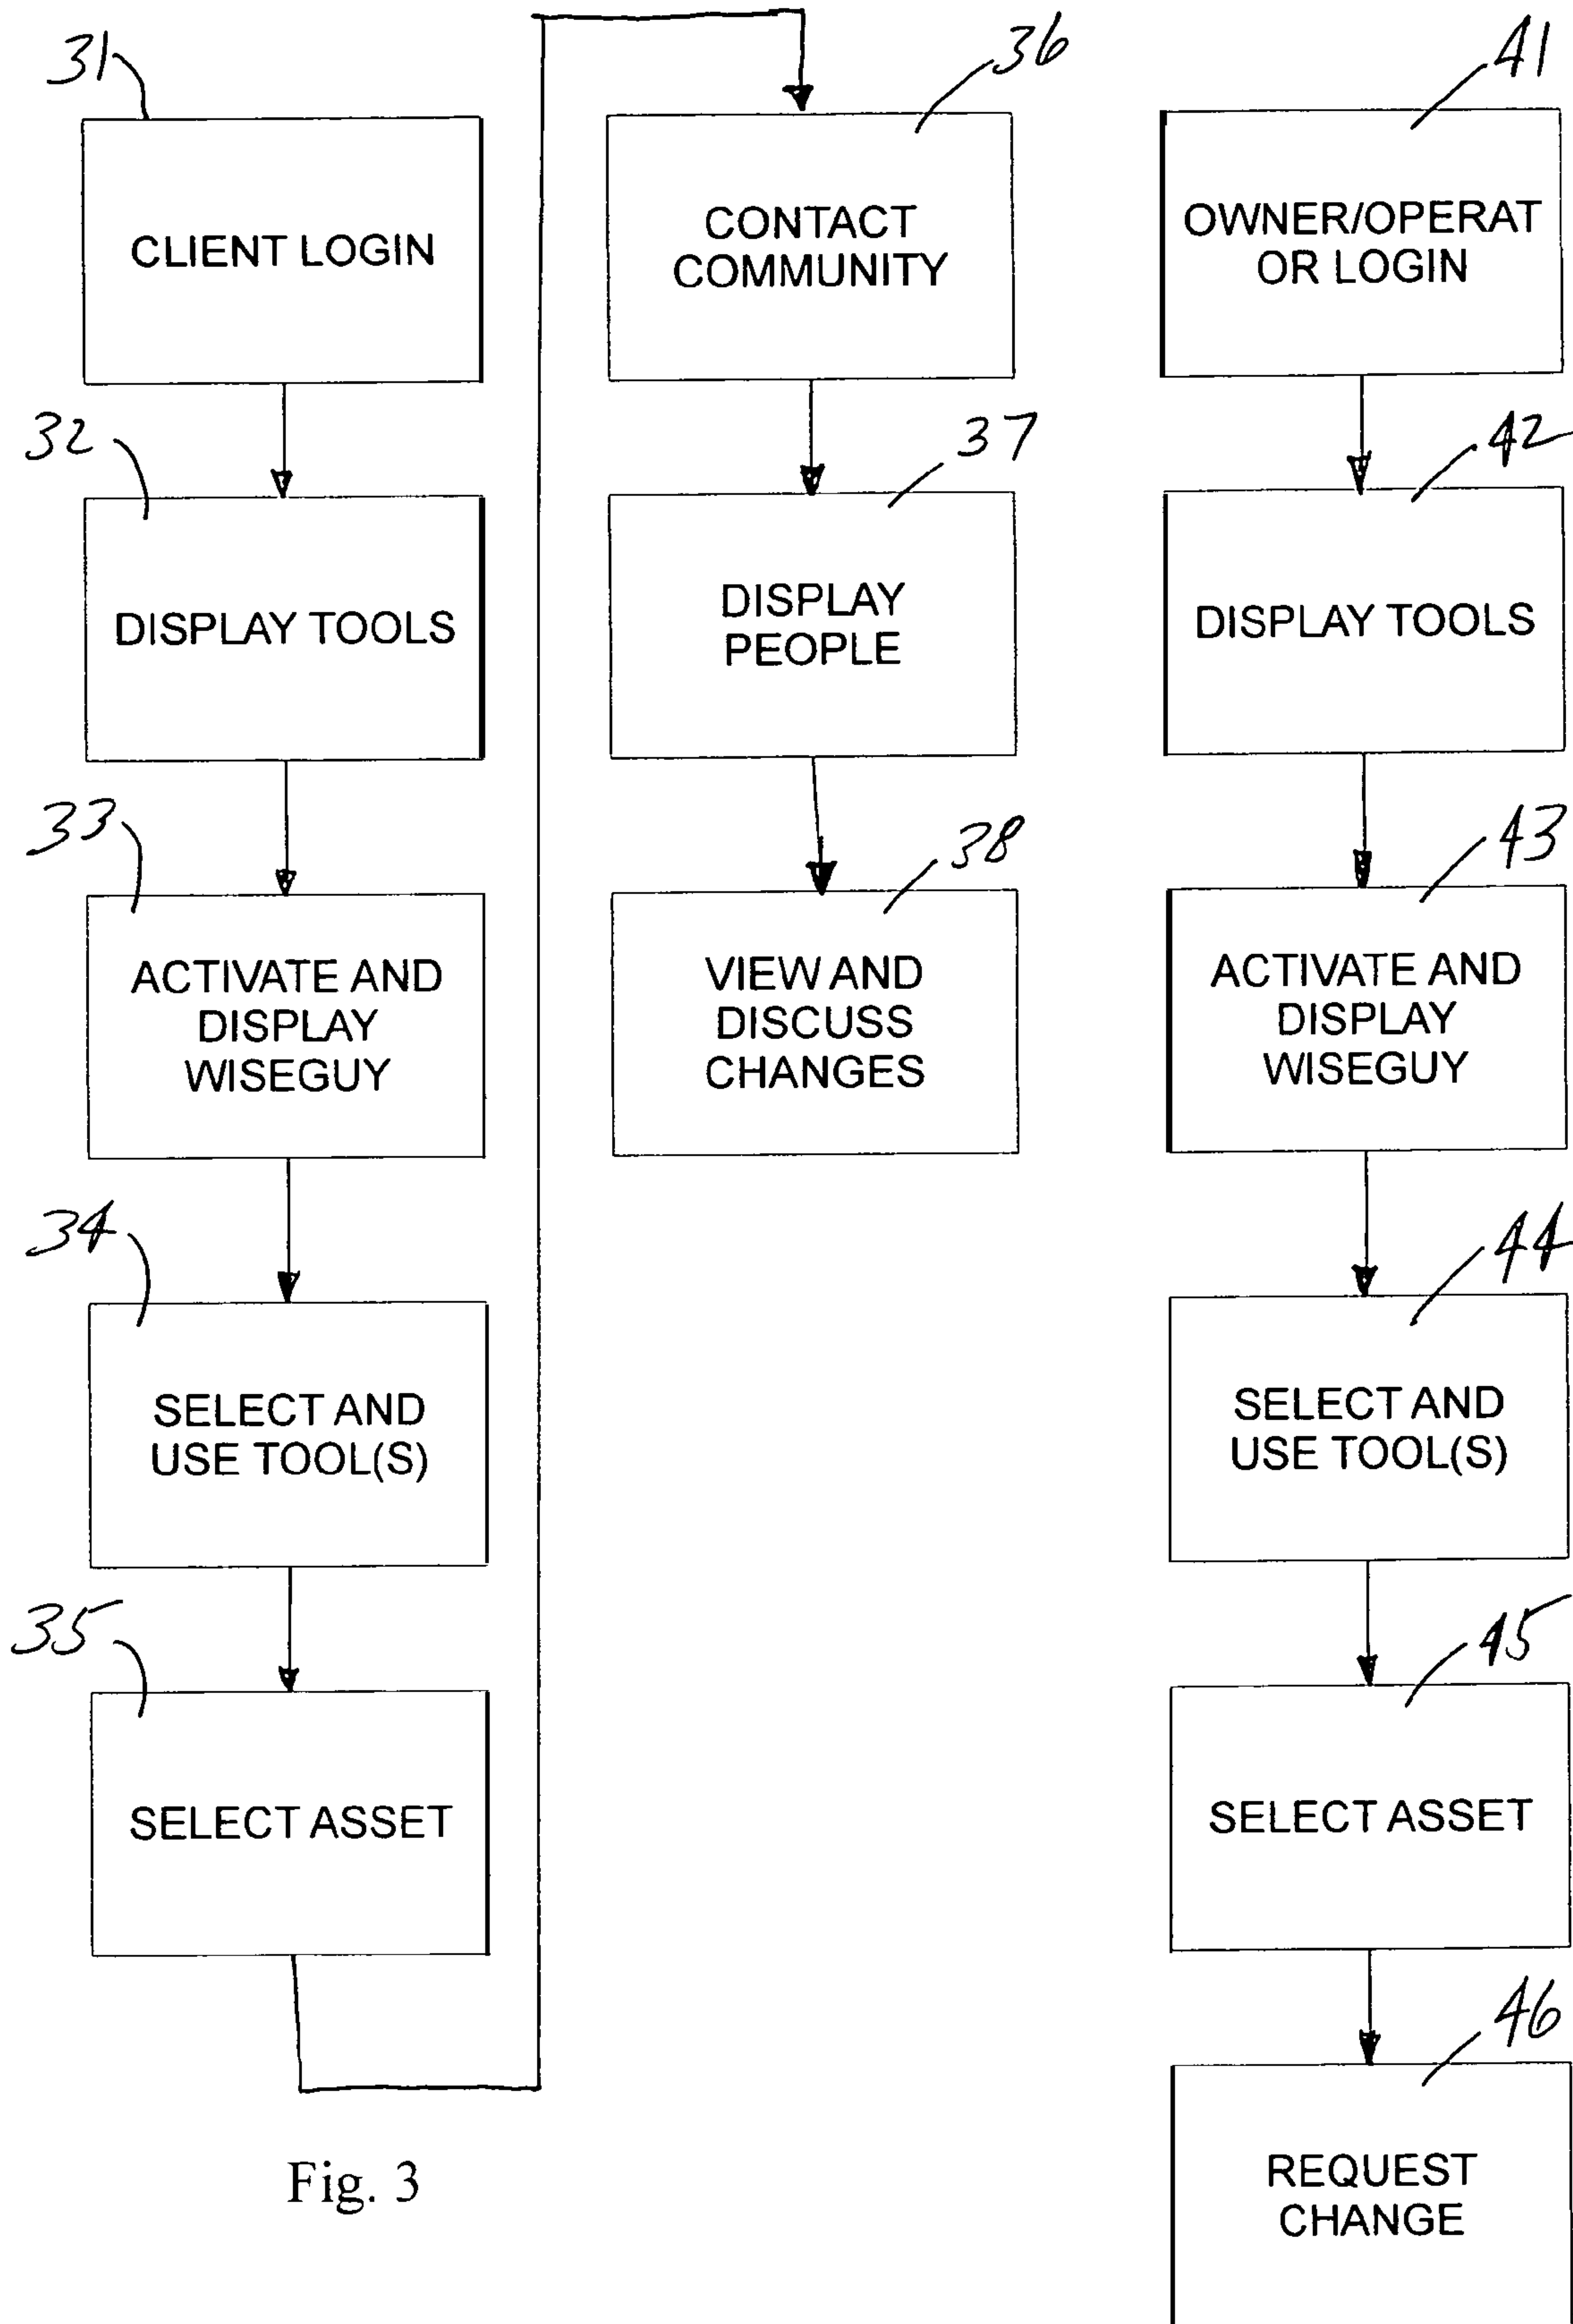 31
CLIENT LOGIN
32
DISPLAY TOOLS
33
ACTIVATE AND
DISPLAY
WISEGUY
34
SELECT AND
USE TOOL(S)
35
SELECT ASSET
36
CONTACT
COMMUNITY
37
DISPLAY
PEOPLE
38
VIEW AND
DISCUSS
CHANGES
41
OWNER/OPERAT
OR LOGIN
42
DISPLAY TOOLS
43
ACTIVATE AND
DISPLAY
WISEGUY
44
SELECT AND
USE TOOL(S)
45
SELECT ASSET
46
REQUEST
CHANGE
Fig. 3